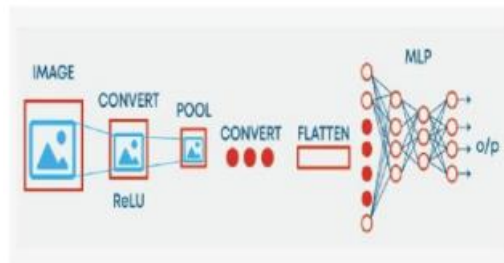 IMAGE
CONVERT
ReLU
POOL
CONVERT
FLATTEN
MLP
o/p